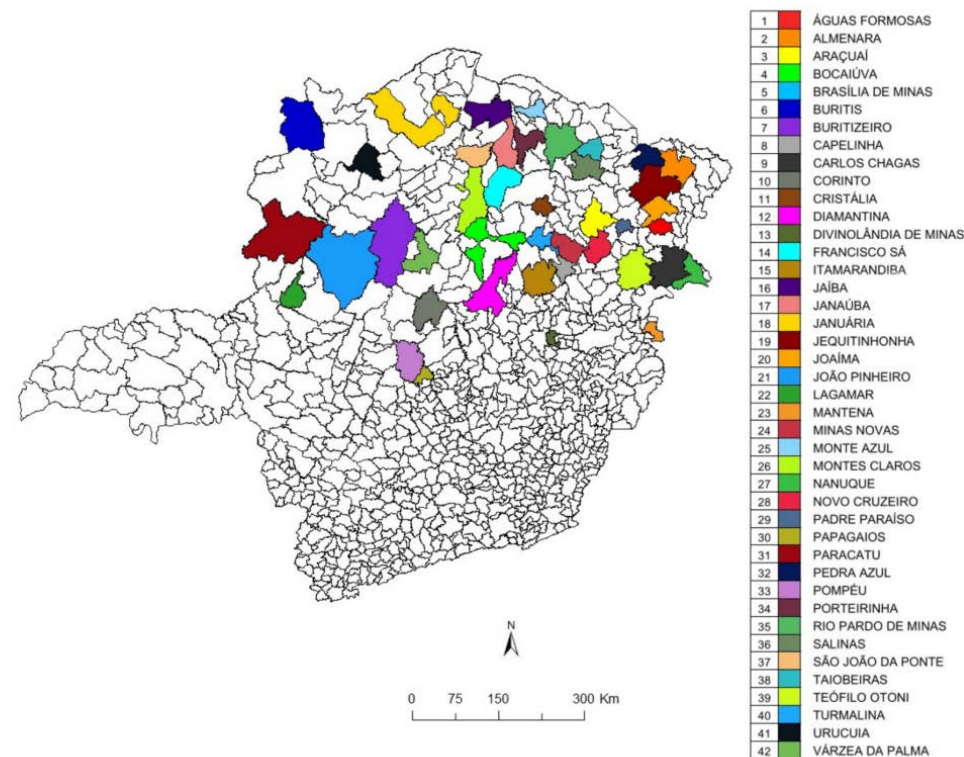 1 ÁGUAS FORMOSAS
2 ALMENARA
3 ARAÇUAÍ
4 BOCAIÚVA
5 BRASÍLIA DE MINAS
6 BURITIS
7 BURITIZEIRO
8 CAPELINHA
9 CARLOS CHAGAS
10 CORINTO
11 CRISTÁLIA
12 DIAMANTINA
13 DIVINOLÂNDIA DE MINAS
14 FRANCISCO SÁ
15 ITAMARANDIBA
16 JAÍBA
17 JANAÚBA
18 JANUÁRIA
19 JEQUITINHONHA
20 JOAÍMA
21 JOÃO PINHEIRO
22 LAGAMAR
23 MANTENA
24 MINAS NOVAS
25 MONTE AZUL
26 MONTES CLAROS
27 NANUQUE
28 NOVO CRUZEIRO
29 PADRE PARAÍSO
30 PAPAGAIOS
31 PARACATU
32 PEDRA AZUL
33 POMPÉU
34 PORTEIRINHA
35 RIO PARDO DE MINAS
36 SALINAS
37 SÃO JOÃO DA PONTE
38 TAIOBEIRAS
39 TEÓFILO OTONI
40 TURMALINA
41 URUCUIA
42 VÁRZEA DA PALMA
N
0 75 150 300 Km